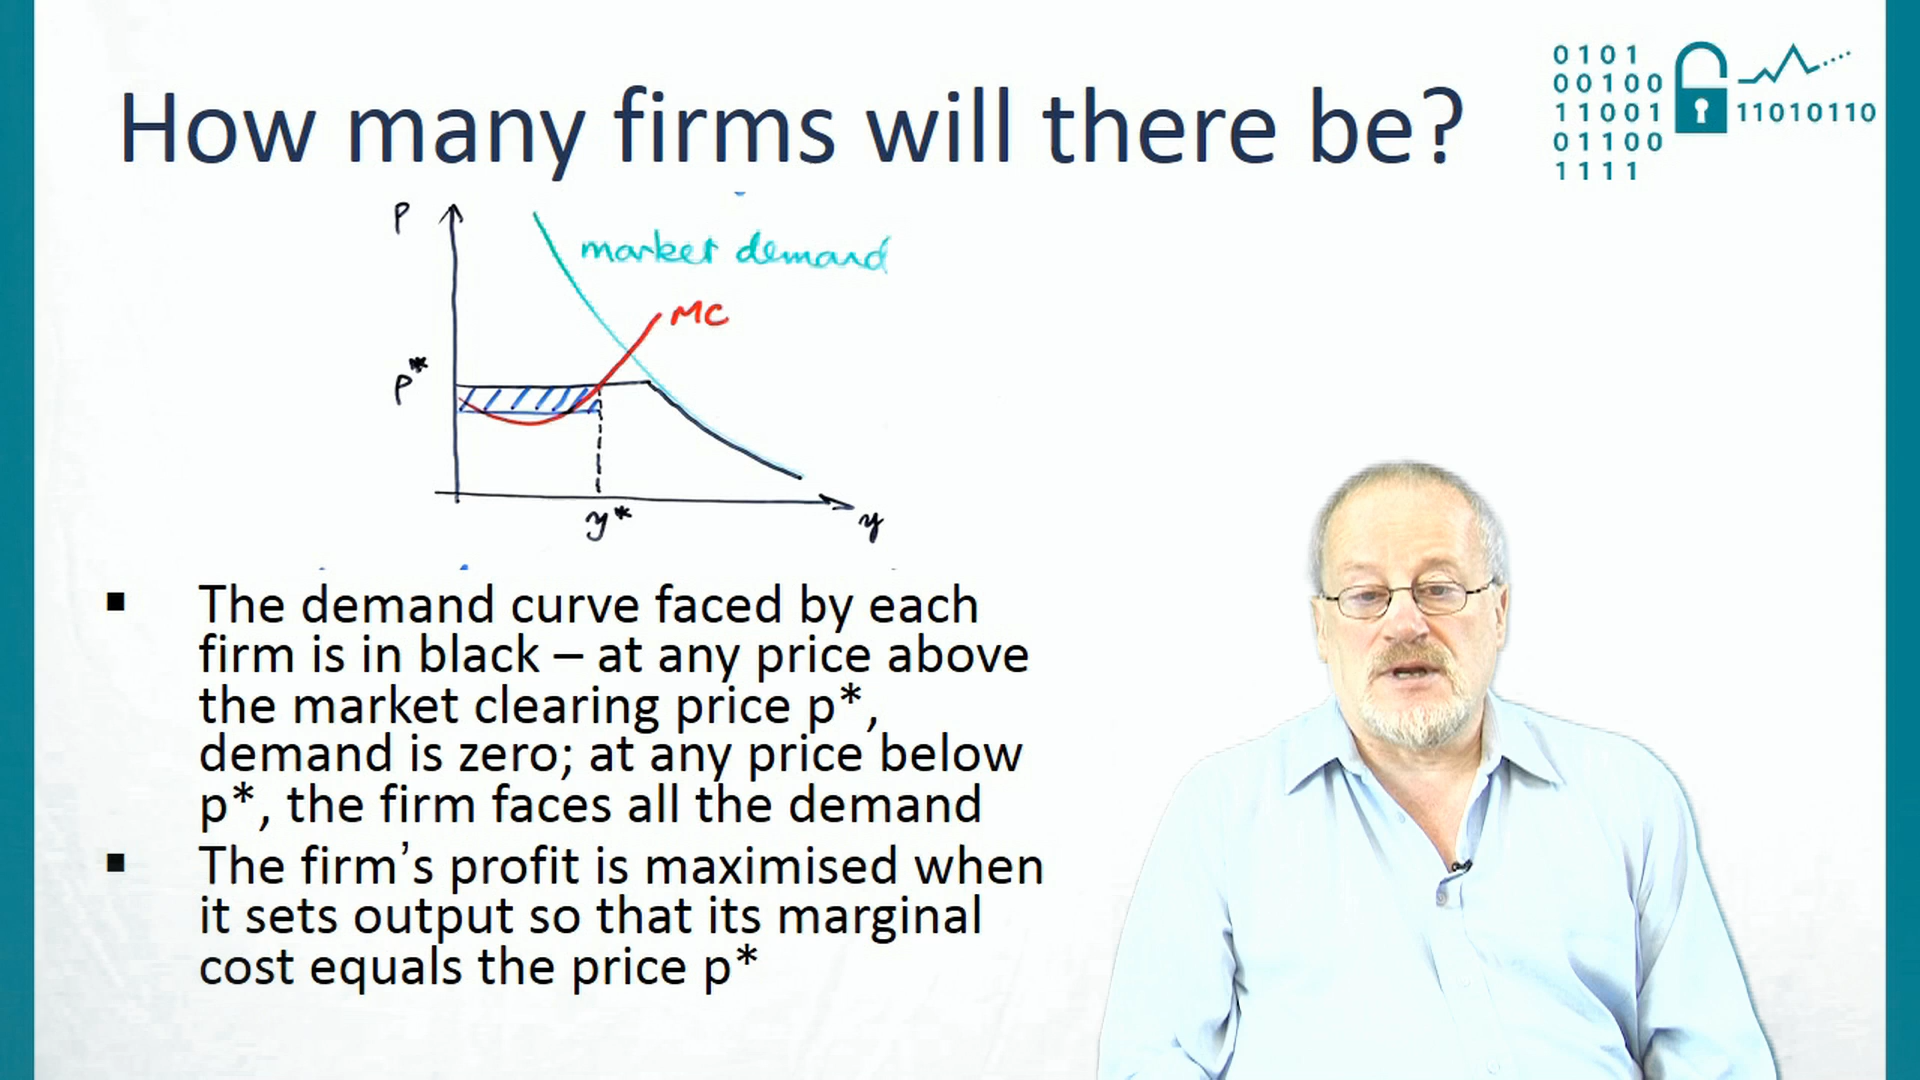 How many firms will there be?
0101
00100
11001
01100
1111
11010110
P
market demand
MC
P*
y*
y
▪ The demand curve faced by each
firm is in black – at any price above
the market clearing price p*,
demand is zero; at any price below
p*, the firm faces all the demand
▪ The firm’s profit is maximised when
it sets output so that its marginal
cost equals the price p*